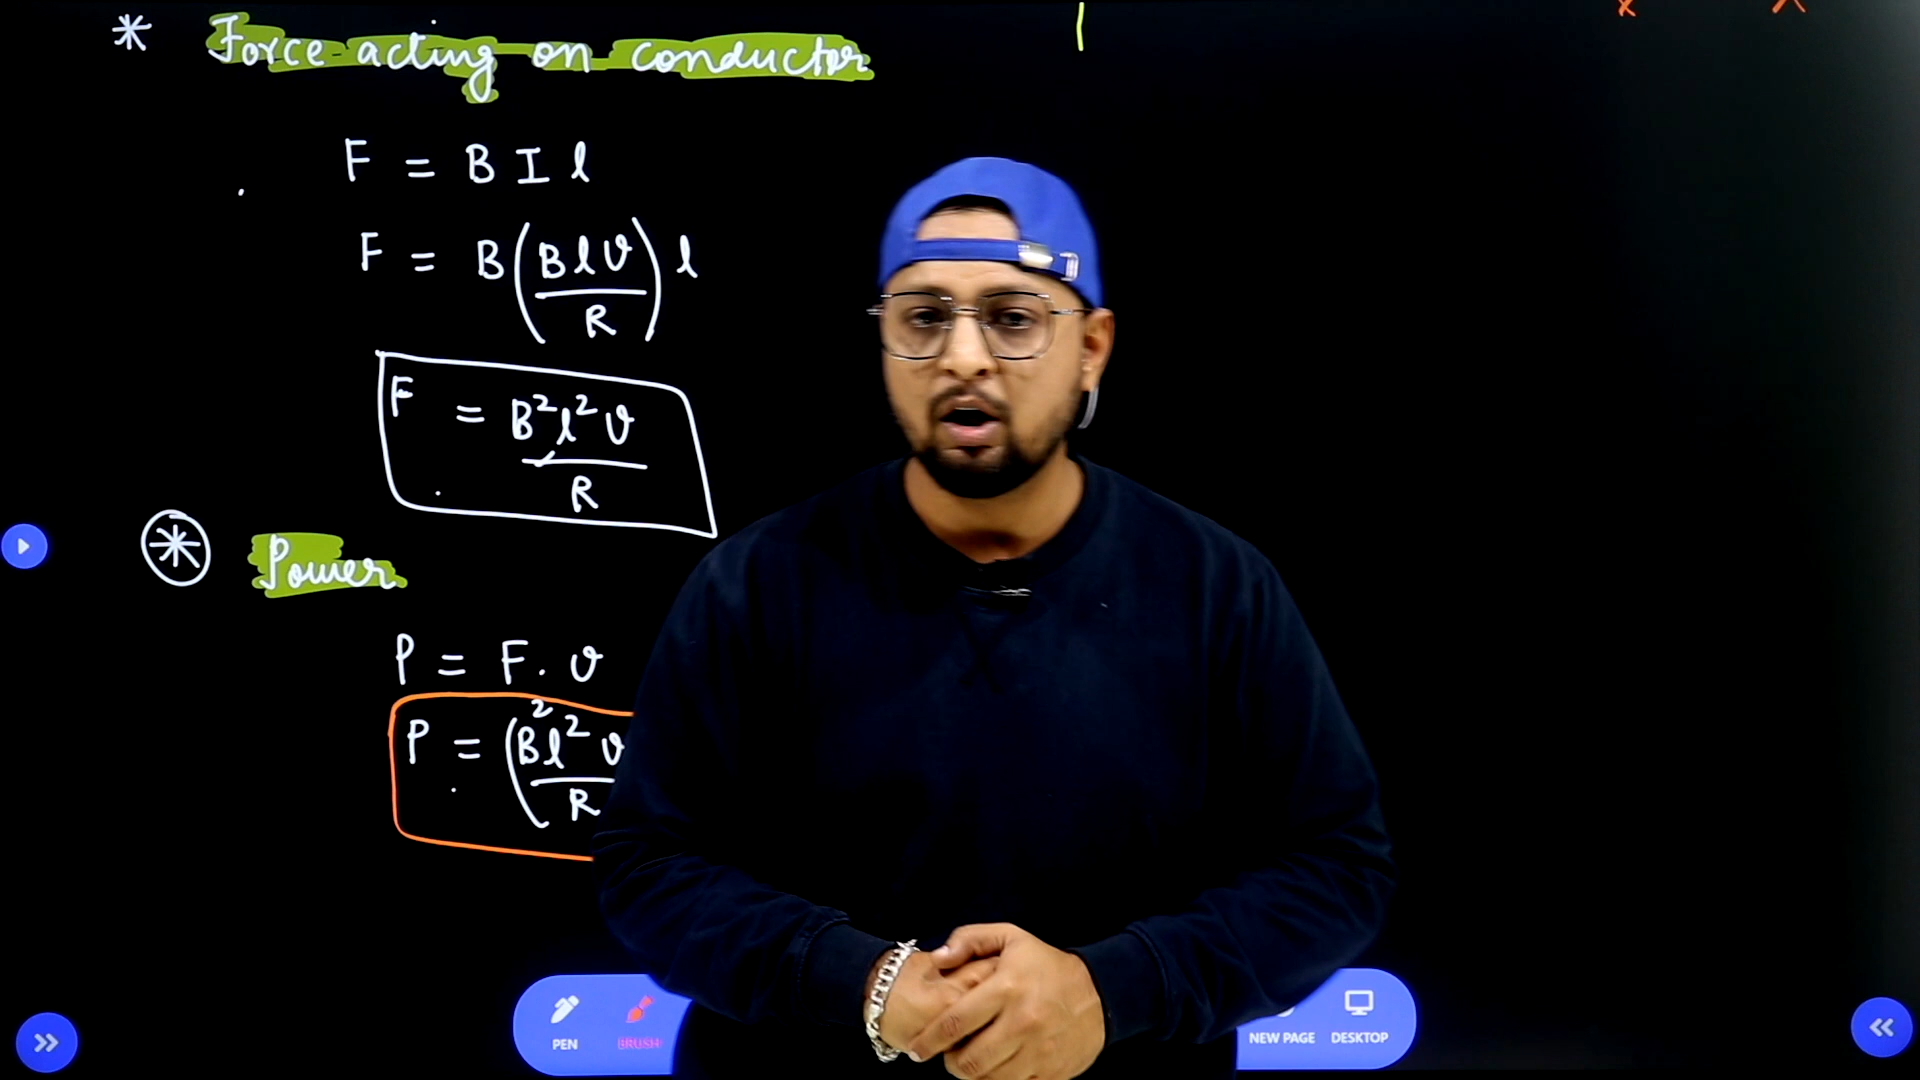 * Force acting on conductor
F = B I l
F = B(Blv/R) l
F = B²l²v/R
* Power
P = F. v
P = (B²l²v/R
PEN
BRUSH
NEW PAGE
DESKTOP